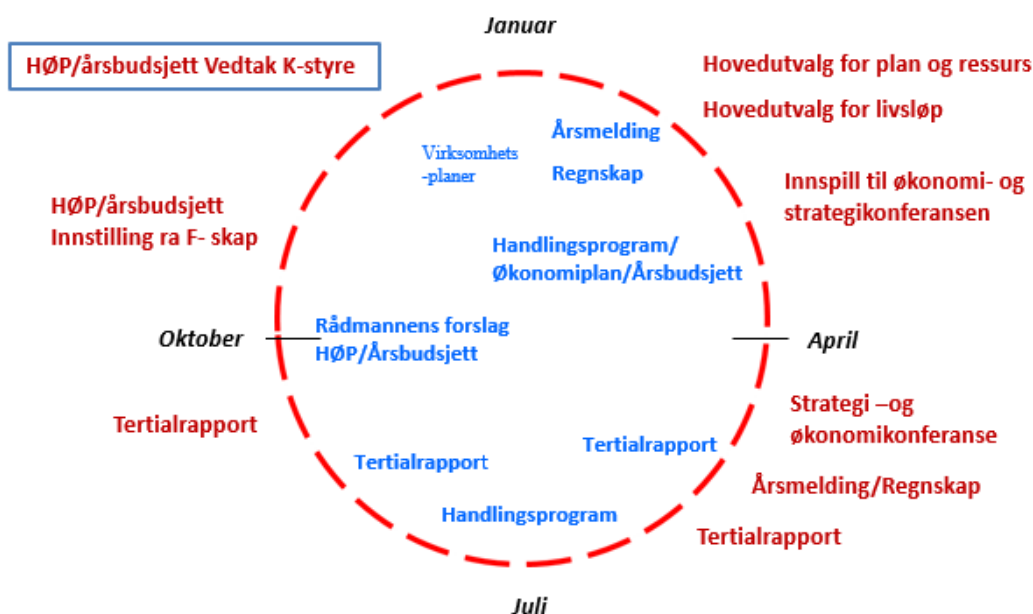 Januar
HØP/årsbudsjett Vedtak K-styre
Hovedutvalg for plan og ressurs
Hovedutvalg for livsløp
Årsmelding
Regnskap
Virksomhets
-planer
Innspill til økonomi- og
strategikonferansen
HØP/årsbudsjett
Innstilling ra F- skap
Handlingsprogram/
Økonomiplan/Årsbudsjett
Oktober
Rådmannens forslag
HØP/Årsbudsjett
April
Tertialrapport
Strategi –og
økonomikonferanse
Tertialrapport
Tertialrapport
Årsmelding/Regnskap
Handlingsprogram
Tertialrapport
Juli